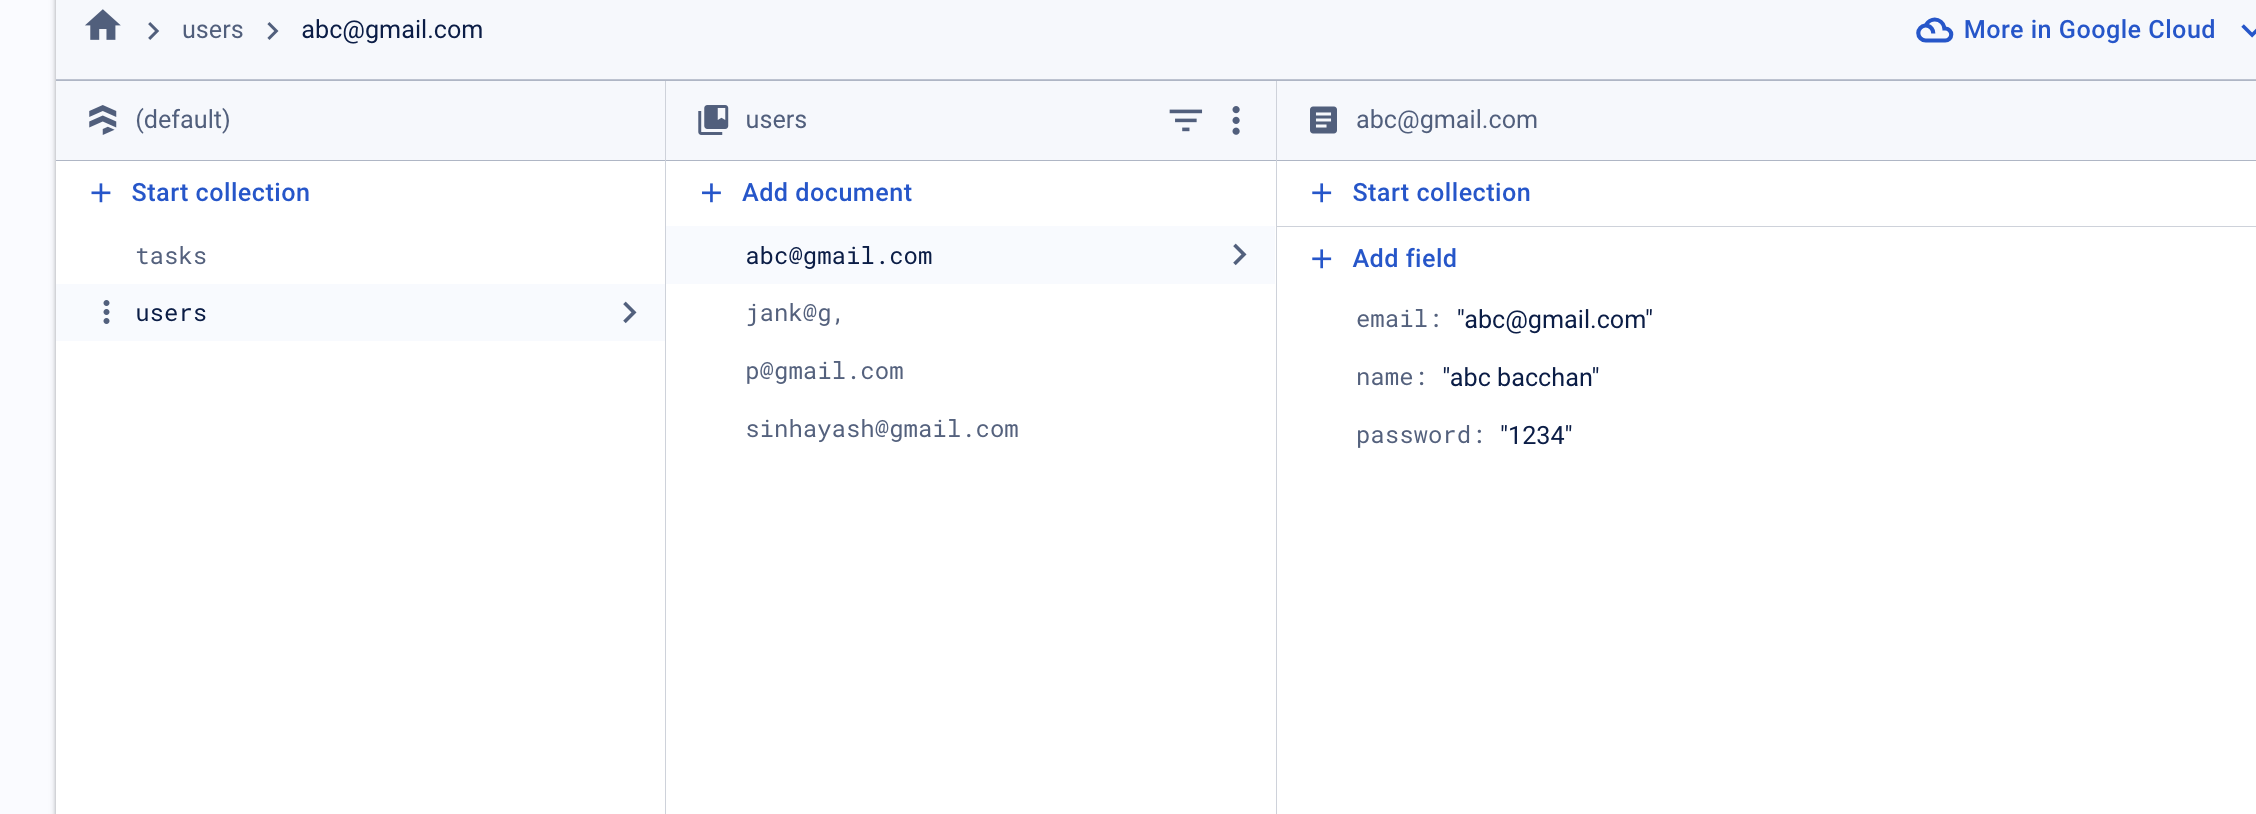 users abc@gmail.com
More in Google Cloud
(default)
users
abc@gmail.com
Start collection
Add document
Start collection
tasks
users
abc@gmail.com
jank@g,
p@gmail.com
sinhayash@gmail.com
Add field
email: "abc@gmail.com"
name: "abc bacchan"
password: "1234"